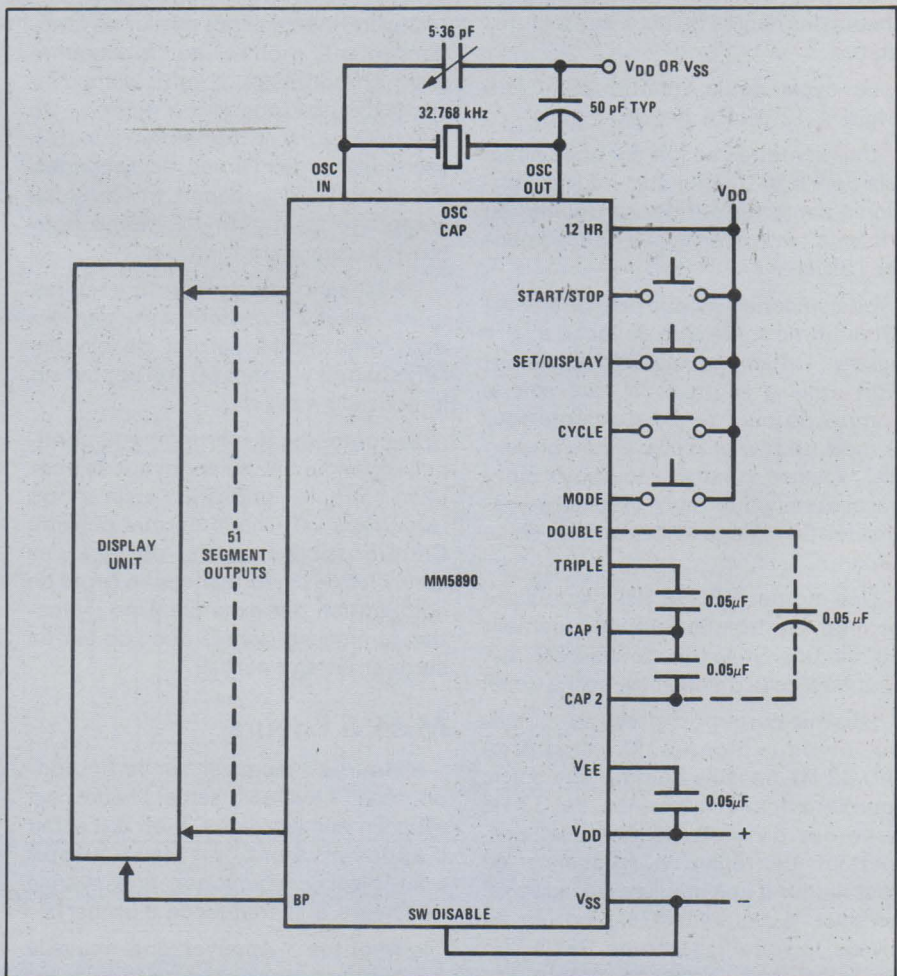 5-36 pF
V_DD OR V_SS
50 pF TYP
32.768 kHz
OSC IN
OSC OUT
OSC CAP
V_DD
12 HR
START/STOP
SET/DISPLAY
CYCLE
MODE
DOUBLE
TRIPLE
0.05μF
CAP 1
0.05 μF
0.05μF
CAP 2
DISPLAY UNIT
51 SEGMENT OUTPUTS
MM5890
V_EE
0.05μF
V_DD
+
V_SS
−
BP
SW DISABLE